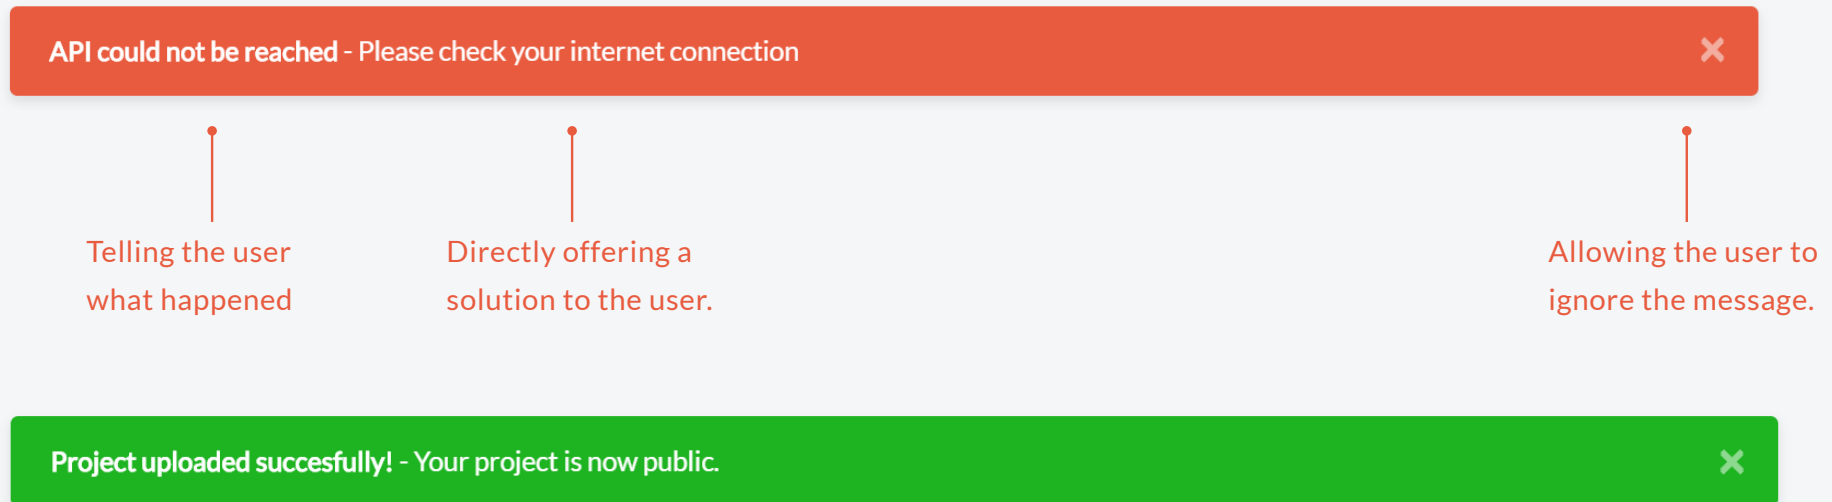 API could not be reached - Please check your internet connection
Telling the user
what happened
Directly offering a
solution to the user.
Allowing the user to
ignore the message.
Project uploaded succesfully! - Your project is now public.